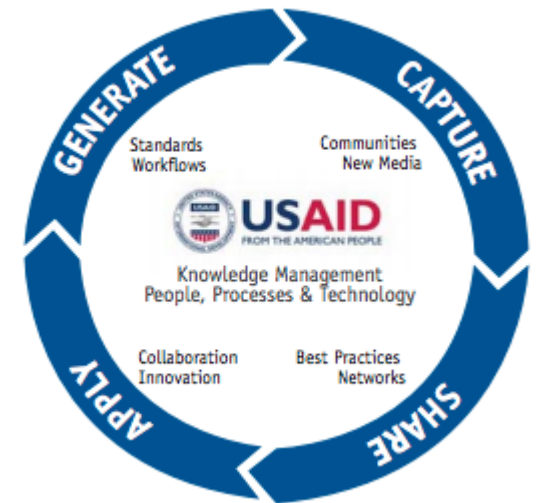 GENERATE
CAPTURE
Standards
Workflows
Communities
New Media
USAID
USAID
FROM THE AMERICAN PEOPLE
Knowledge Management
People, Processes & Technology
Collaboration
Innovation
Best Practices
Networks
APPLY
SHARE